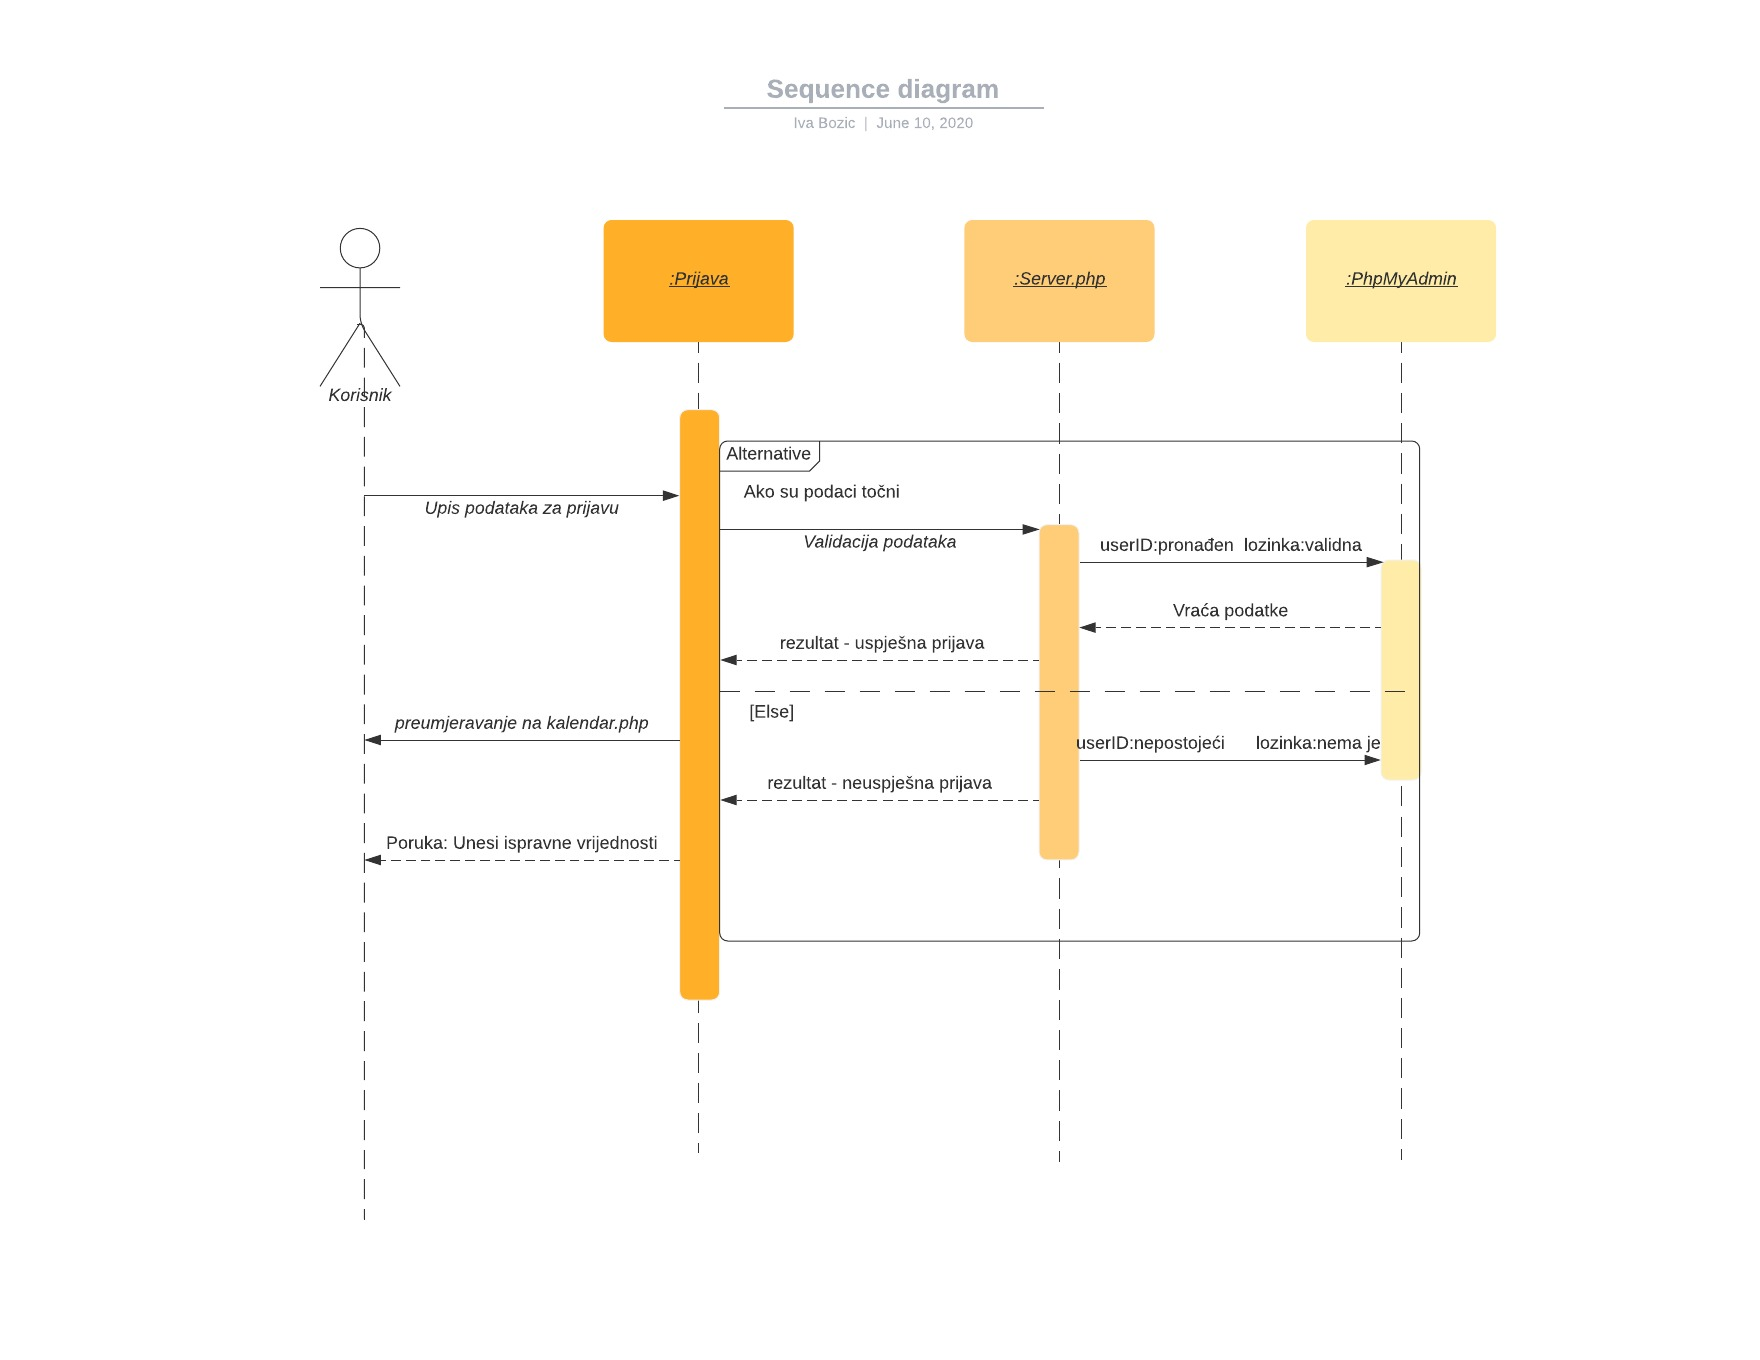 Sequence diagram
Iva Bozic | June 10, 2020
:Prijava
:Server.php
:PhpMyAdmin
Korisnik
Alternative
Ako su podaci točni
Upis podataka za prijavu
Validacija podataka
userID:pronađen lozinka:validna
Vraća podatke
rezultat - uspješna prijava
[Else]
preumjeravanje na kalendar.php
userID:nepostojeći lozinka:nema je
rezultat - neuspješna prijava
Poruka: Unesi ispravne vrijednosti